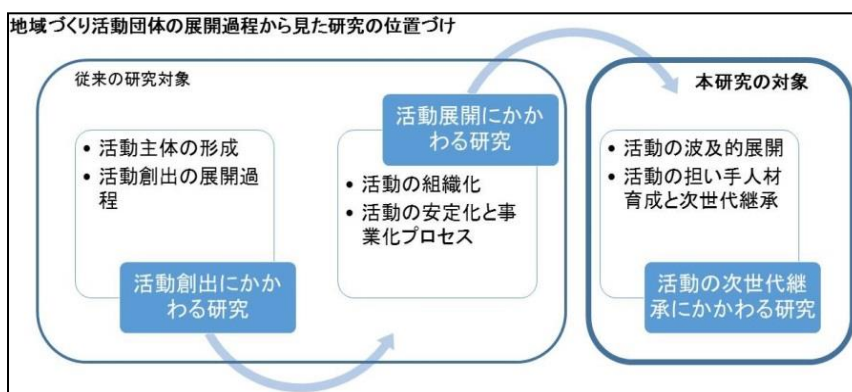 地域づくり活動団体の展開過程から見た研究の位置づけ
従来の研究対象
• 活動主体の形成
• 活動創出の展開過
程
活動創出にかか
わる研究
活動展開にかか
わる研究
• 活動の組織化
• 活動の安定化と事
業化プロセス
本研究の対象
• 活動の波及的展開
• 活動の担い手人材
育成と次世代継承
活動の次世代継
承にかかわる研究